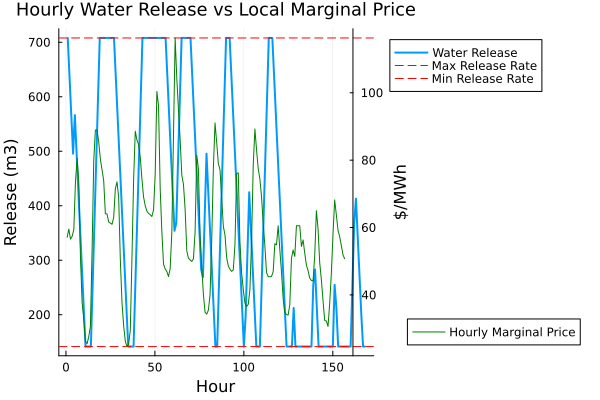 Hourly Water Release vs Local Marginal Price
Water Release
Max Release Rate
Min Release Rate
Release (m3)
700
600
500
400
300
200
100
80
60
40
$/MWh
Hourly Marginal Price
0 50 100 150
Hour